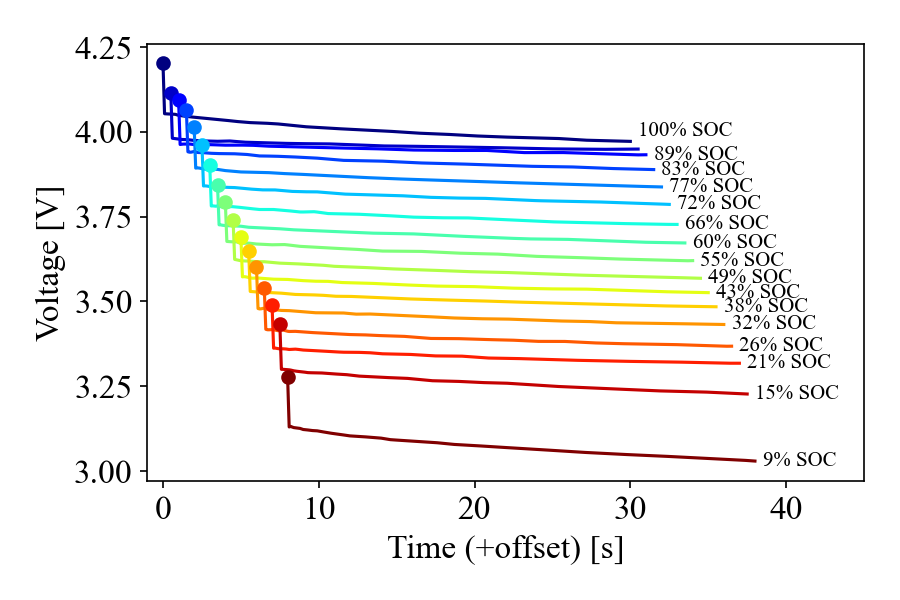 4.25
4.00
3.75
3.50
3.25
3.00
Voltage [V]
100% SOC
89% SOC
83% SOC
77% SOC
72% SOC
66% SOC
60% SOC
55% SOC
49% SOC
43% SOC
38% SOC
32% SOC
26% SOC
21% SOC
15% SOC
9% SOC
0 10 20 30 40
Time (+offset) [s]